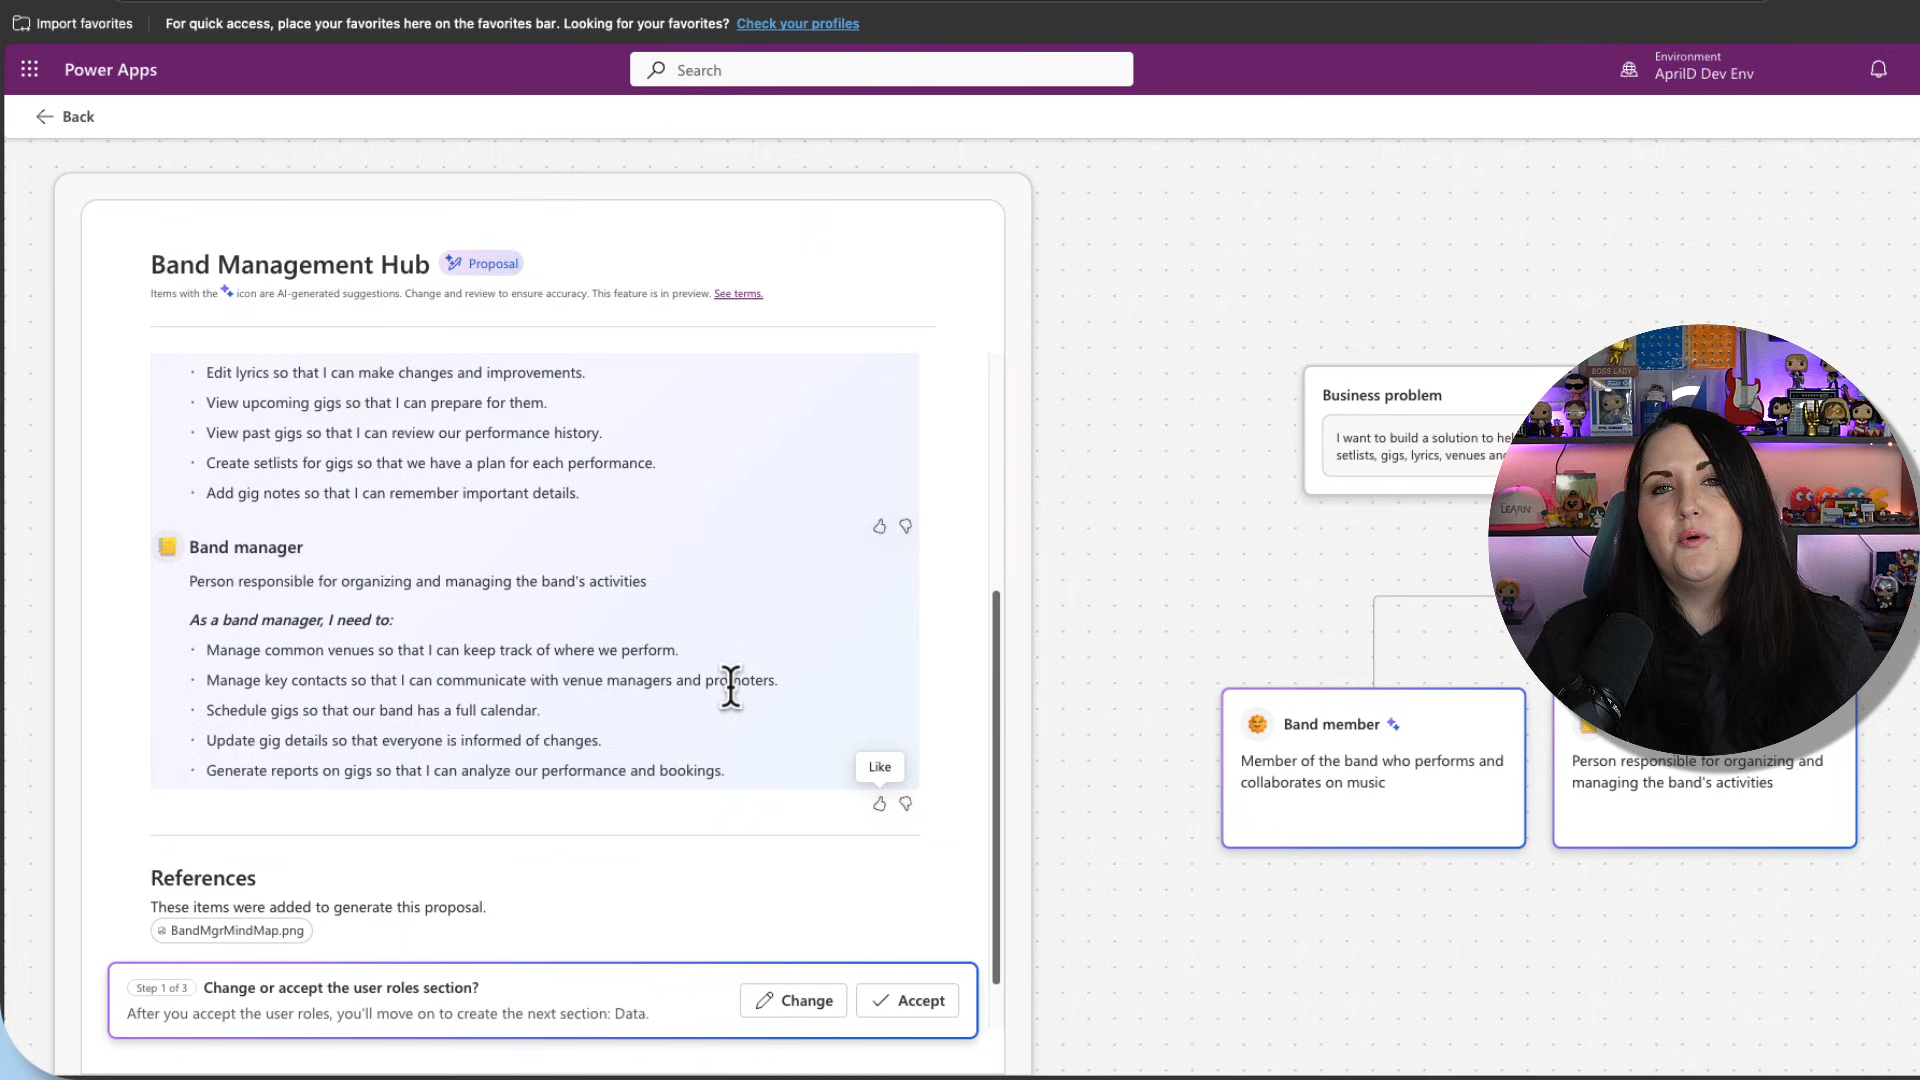 Import favorites
For quick access, place your favorites here on the favorites bar. Looking for your favorites? Check your profiles
Power Apps
Search
Environment
AprilD Dev Env
Back
Band Management Hub
Proposal
Items with the icon are AI-generated suggestions. Change and review to ensure accuracy. This feature is in preview. See terms.
· Edit lyrics so that I can make changes and improvements.
· View upcoming gigs so that I can prepare for them.
· View past gigs so that I can review our performance history.
· Create setlists for gigs so that we have a plan for each performance.
· Add gig notes so that I can remember important details.
Band manager
Person responsible for organizing and managing the band's activities
As a band manager, I need to:
· Manage common venues so that I can keep track of where we perform.
· Manage key contacts so that I can communicate with venue managers and promoters.
· Schedule gigs so that our band has a full calendar.
· Update gig details so that everyone is informed of changes.
· Generate reports on gigs so that I can analyze our performance and bookings.
Like
References
These items were added to generate this proposal.
BandMgrMindMap.png
Step 1 of 3
Change or accept the user roles section?
After you accept the user roles, you'll move on to create the next section: Data.
Change
Accept
Business problem
I want to build a solution to
setlists, gigs, lyrics, venues
BOSS LADY
LEARN
Band member
Member of the band who performs and
collaborates on music
Person responsible for organizing and
managing the band's activities